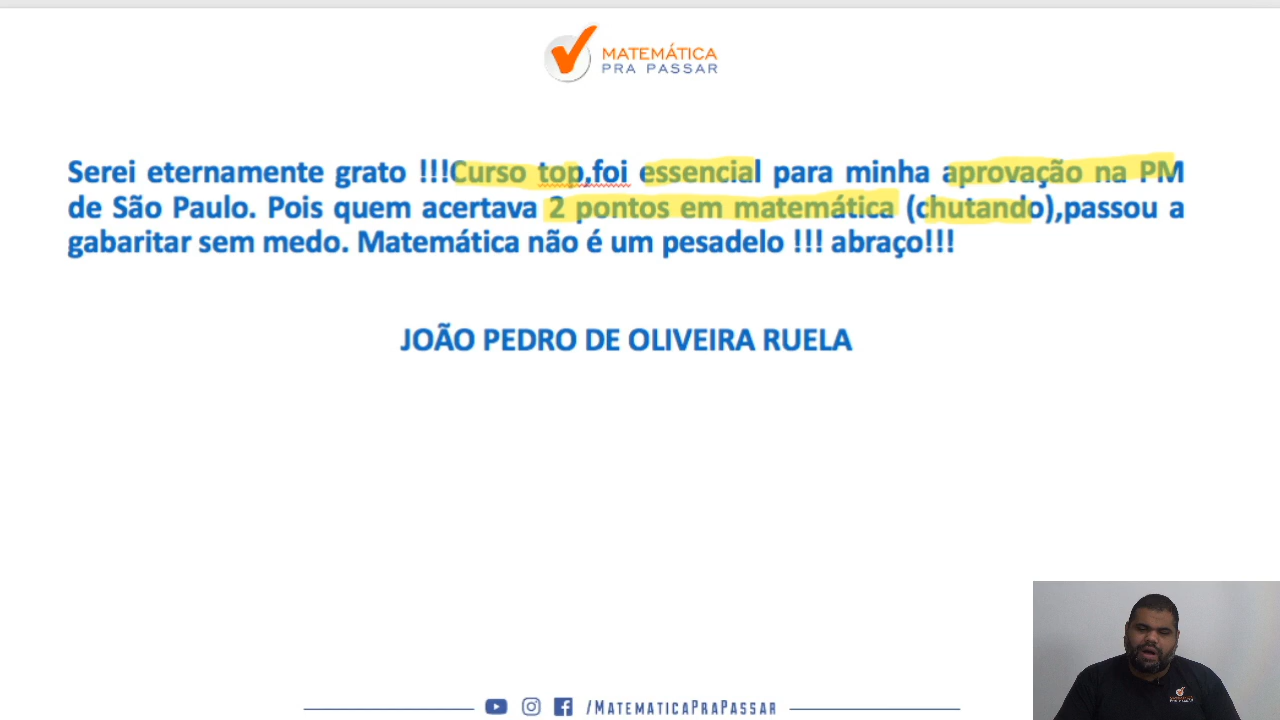 MATEMÁTICA
PRA PASSAR
Serei eternamente grato !!!Curso top,foi essencial para minha aprovação na PM
de São Paulo. Pois quem acertava 2 pontos em matemática (chutando),passou a
gabaritar sem medo. Matemática não é um pesadelo !!! abraço!!!
JOÃO PEDRO DE OLIVEIRA RUELA
/MATEMATICAPRAPASSAR